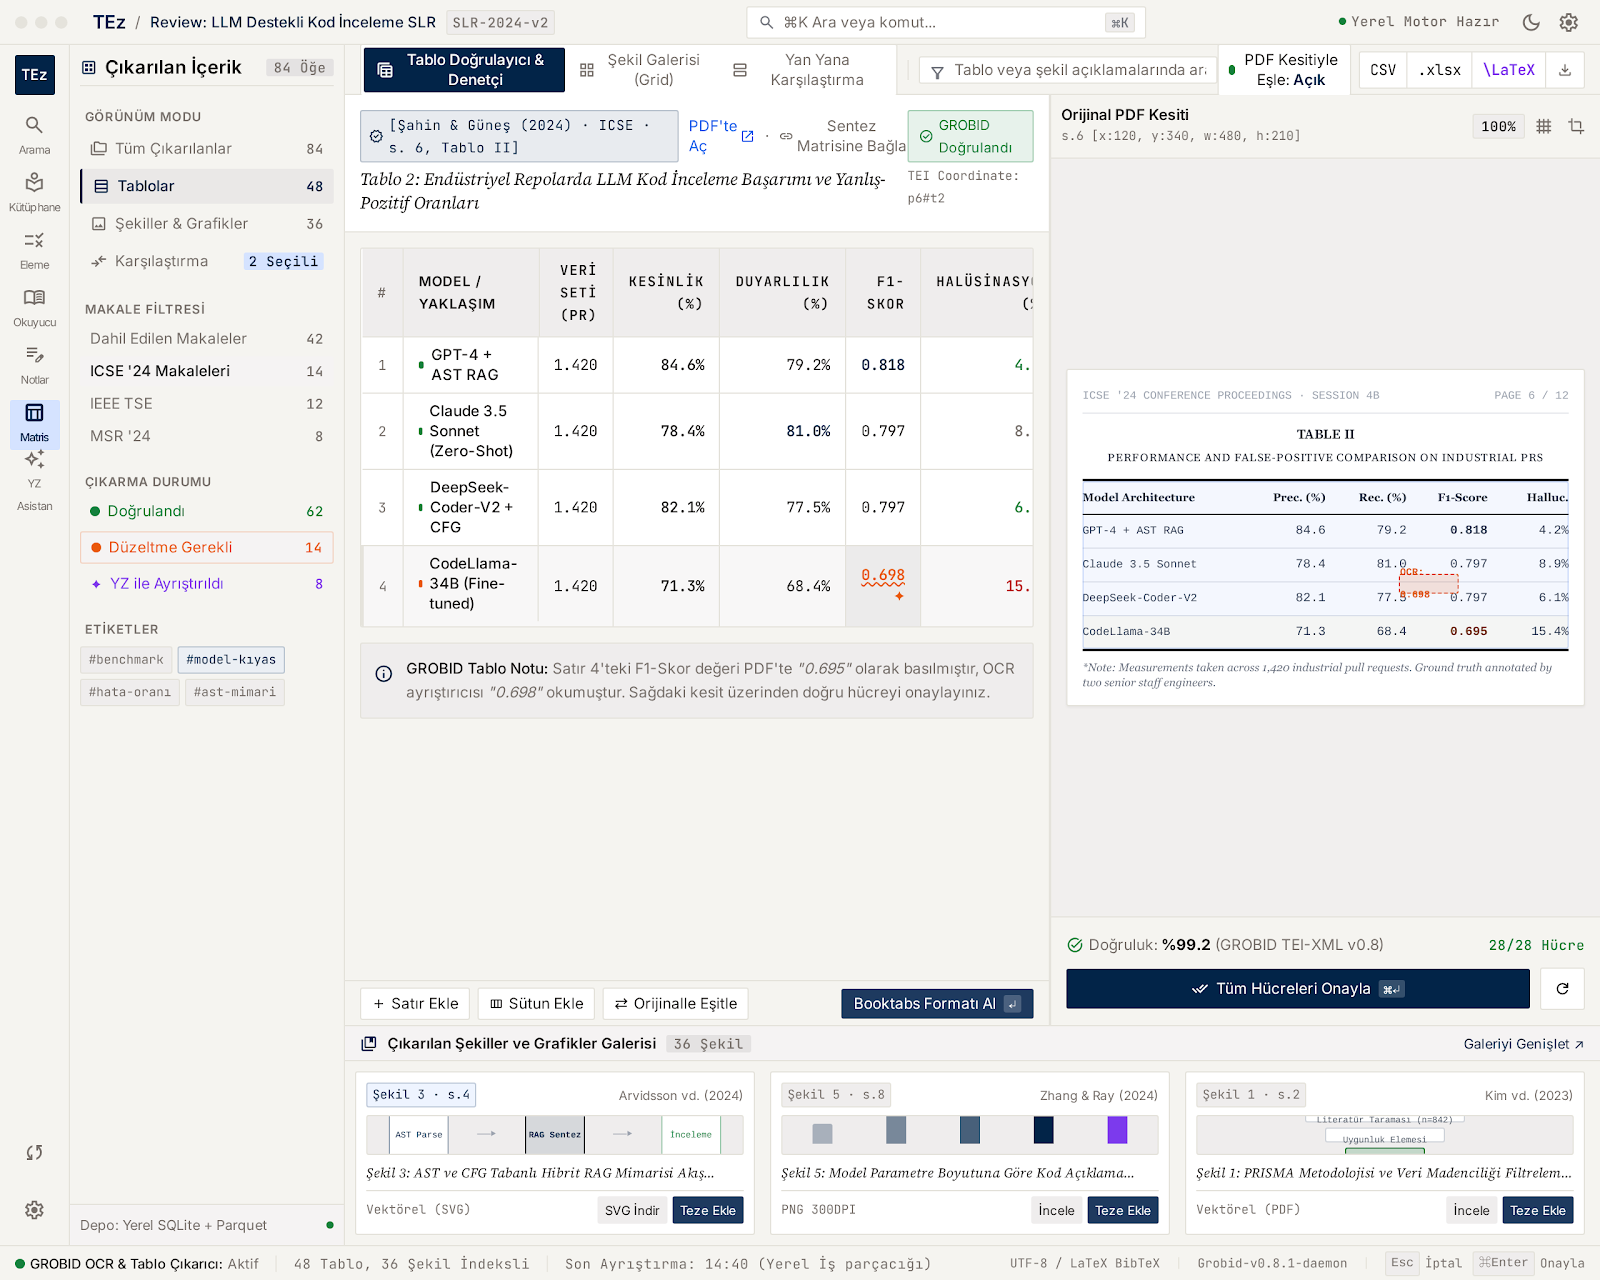 TEz / Review: LLM Destekli Kod İnceleme SLR SLR-2024-v2
⌘K Ara veya komut... ⌘K
Yerel Motor Hazır
TEz
Arama
Kütüphane
Eleme
Okuyucu
Notlar
Matris
YZ
Asistan
Çıkarılan İçerik 84 Öğe
GÖRÜNÜM MODU
Tüm Çıkarılanlar 84
Tablolar 48
Şekiller & Grafikler 36
Karşılaştırma 2 Seçili
MAKALE FİLTRESİ
Dahil Edilen Makaleler 42
ICSE '24 Makaleleri 14
IEEE TSE 12
MSR '24 8
ÇIKARMA DURUMU
Doğrulandı 62
Düzeltme Gerekli 14
YZ ile Ayrıştırıldı 8
ETİKETLER
#benchmark #model-kıyas
#hata-oranı #ast-mimari
Depo: Yerel SQLite + Parquet
Tablo Doğrulayıcı &
Denetçi
Şekil Galerisi
(Grid)
Yan Yana
Karşılaştırma
Tablo veya şekil açıklamalarında ar
PDF Kesitiyle
Eşle: Açık
CSV .xlsx \LaTeX
[Şahin & Güneş (2024) · ICSE ·
s. 6, Tablo II]
PDF'te
Aç
·
Sentez
Matrisine Bağla
GROBID
Doğrulandı
TEI Coordinate:
p6#t2
Tablo 2: Endüstriyel Repolarda LLM Kod İnceleme Başarımı ve Yanlış-
Pozitif Oranları
# MODEL / YAKLAŞIM VERİ SETİ (PR) KESİNLİK (%) DUYARLILIK (%) F1-SKOR HALÜSİNASY
1 GPT-4 + AST RAG 1.420 84.6% 79.2% 0.818 4.
2 Claude 3.5 Sonnet (Zero-Shot) 1.420 78.4% 81.0% 0.797 8.
3 DeepSeek-Coder-V2 + CFG 1.420 82.1% 77.5% 0.797 6.
4 CodeLlama-34B (Fine-tuned) 1.420 71.3% 68.4% 0.698 15.
GROBID Tablo Notu: Satır 4'teki F1-Skor değeri PDF'te "0.695" olarak basılmıştır, OCR
ayrıştırıcısı "0.698" okumuştur. Sağdaki kesit üzerinden doğru hücreyi onaylayınız.
+ Satır Ekle Sütun Ekle Orijinalle Eşitle Booktabs Formatı Al
Orijinal PDF Kesiti
s.6 [x:120, y:340, w:480, h:210]
100%
ICSE '24 CONFERENCE PROCEEDINGS · SESSION 4B PAGE 6 / 12
TABLE II
PERFORMANCE AND FALSE-POSITIVE COMPARISON ON INDUSTRIAL PRS
Model Architecture Prec. (%) Rec. (%) F1-Score Halluc.
GPT-4 + AST RAG 84.6 79.2 0.818 4.2%
Claude 3.5 Sonnet 78.4 81.0 0.797 8.9%
OCR:
0.698
DeepSeek-Coder-V2 82.1 77.5 0.797 6.1%
CodeLlama-34B 71.3 68.4 0.695 15.4%
*Note: Measurements taken across 1,420 industrial pull requests. Ground truth annotated by
two senior staff engineers.
Doğruluk: %99.2 (GROBID TEI-XML v0.8) 28/28 Hücre
Tüm Hücreleri Onayla ⌘↵
Çıkarılan Şekiller ve Grafikler Galerisi 36 Şekil
Galeriyi Genişlet ↗
Şekil 3 · s.4 Arvidsson vd. (2024)
AST Parse RAG Sentez İnceleme
Şekil 3: AST ve CFG Tabanlı Hibrit RAG Mimarisi Akış...
Vektörel (SVG) SVG İndir Teze Ekle
Şekil 5 · s.8 Zhang & Ray (2024)
Şekil 5: Model Parametre Boyutuna Göre Kod Açıklama...
PNG 300DPI İncele Teze Ekle
Şekil 1 · s.2 Kim vd. (2023)
Literatür Taraması (n=842)
Uygunluk Elemesi
Şekil 1: PRISMA Metodolojisi ve Veri Madenciliği Filtrelem...
Vektörel (PDF) İncele Teze Ekle
GROBID OCR & Tablo Çıkarıcı: Aktif 48 Tablo, 36 Şekil İndeksli Son Ayrıştırma: 14:40 (Yerel İş parçacığı)
UTF-8 / LaTeX BibTeX Grobid-v0.8.1-daemon Esc İptal ⌘Enter Onayla